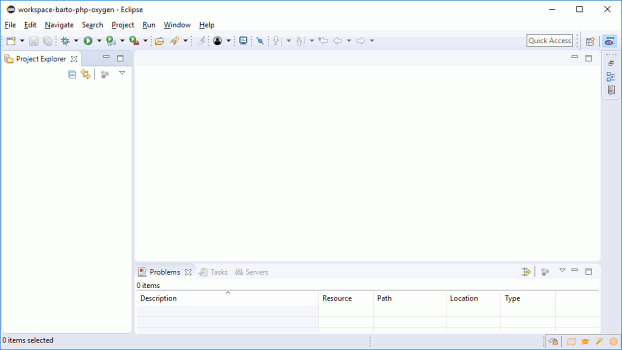 workspace-barto-php-oxygen - Eclipse
File Edit Navigate Search Project Run Window Help
Quick Access
Project Explorer
Problems Tasks Servers
0 items
Description Resource Path Location Type
0 items selected